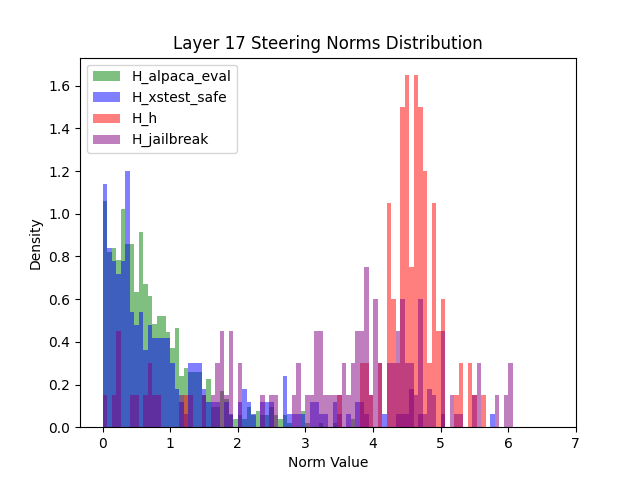 Layer 17 Steering Norms Distribution
H_alpaca_eval
H_xstest_safe
H_h
H_jailbreak
Density
1.6
1.4
1.2
1.0
0.8
0.6
0.4
0.2
0.0
0 1 2 3 4 5 6 7
Norm Value